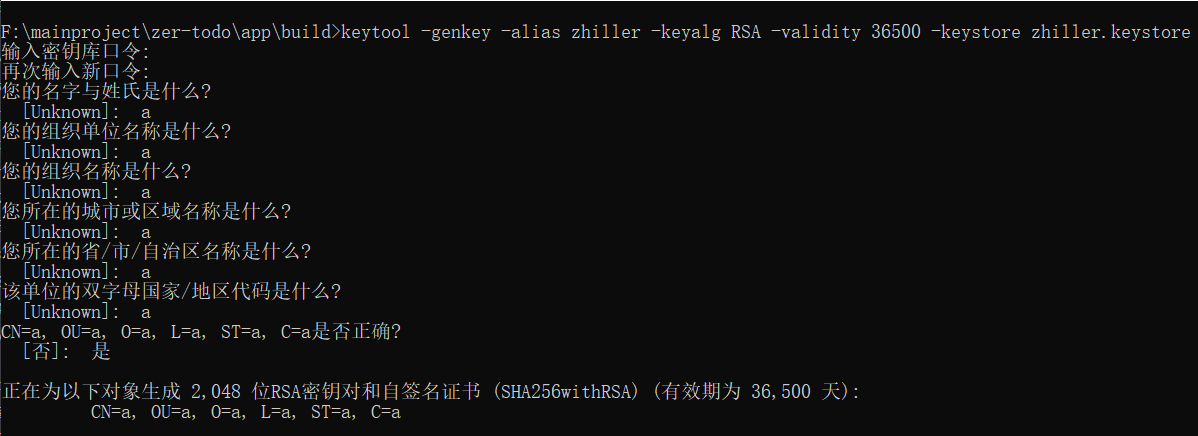 F:\mainproject\zer-todo\app\build>keytool -genkey -alias zhiller -keyalg RSA -validity 36500 -keystore zhiller.keystore
输入密钥库口令:
再次输入新口令:
您的名字与姓氏是什么?
[Unknown]: a
您的组织单位名称是什么?
[Unknown]: a
您的组织名称是什么?
[Unknown]: a
您所在的城市或区域名称是什么?
[Unknown]: a
您所在的省/市/自治区名称是什么?
[Unknown]: a
该单位的双字母国家/地区代码是什么?
[Unknown]: a
CN=a, OU=a, O=a, L=a, ST=a, C=a是否正确?
[否]: 是
正在为以下对象生成 2,048 位RSA密钥对和自签名证书 (SHA256withRSA) (有效期为 36,500 天):
CN=a, OU=a, O=a, L=a, ST=a, C=a